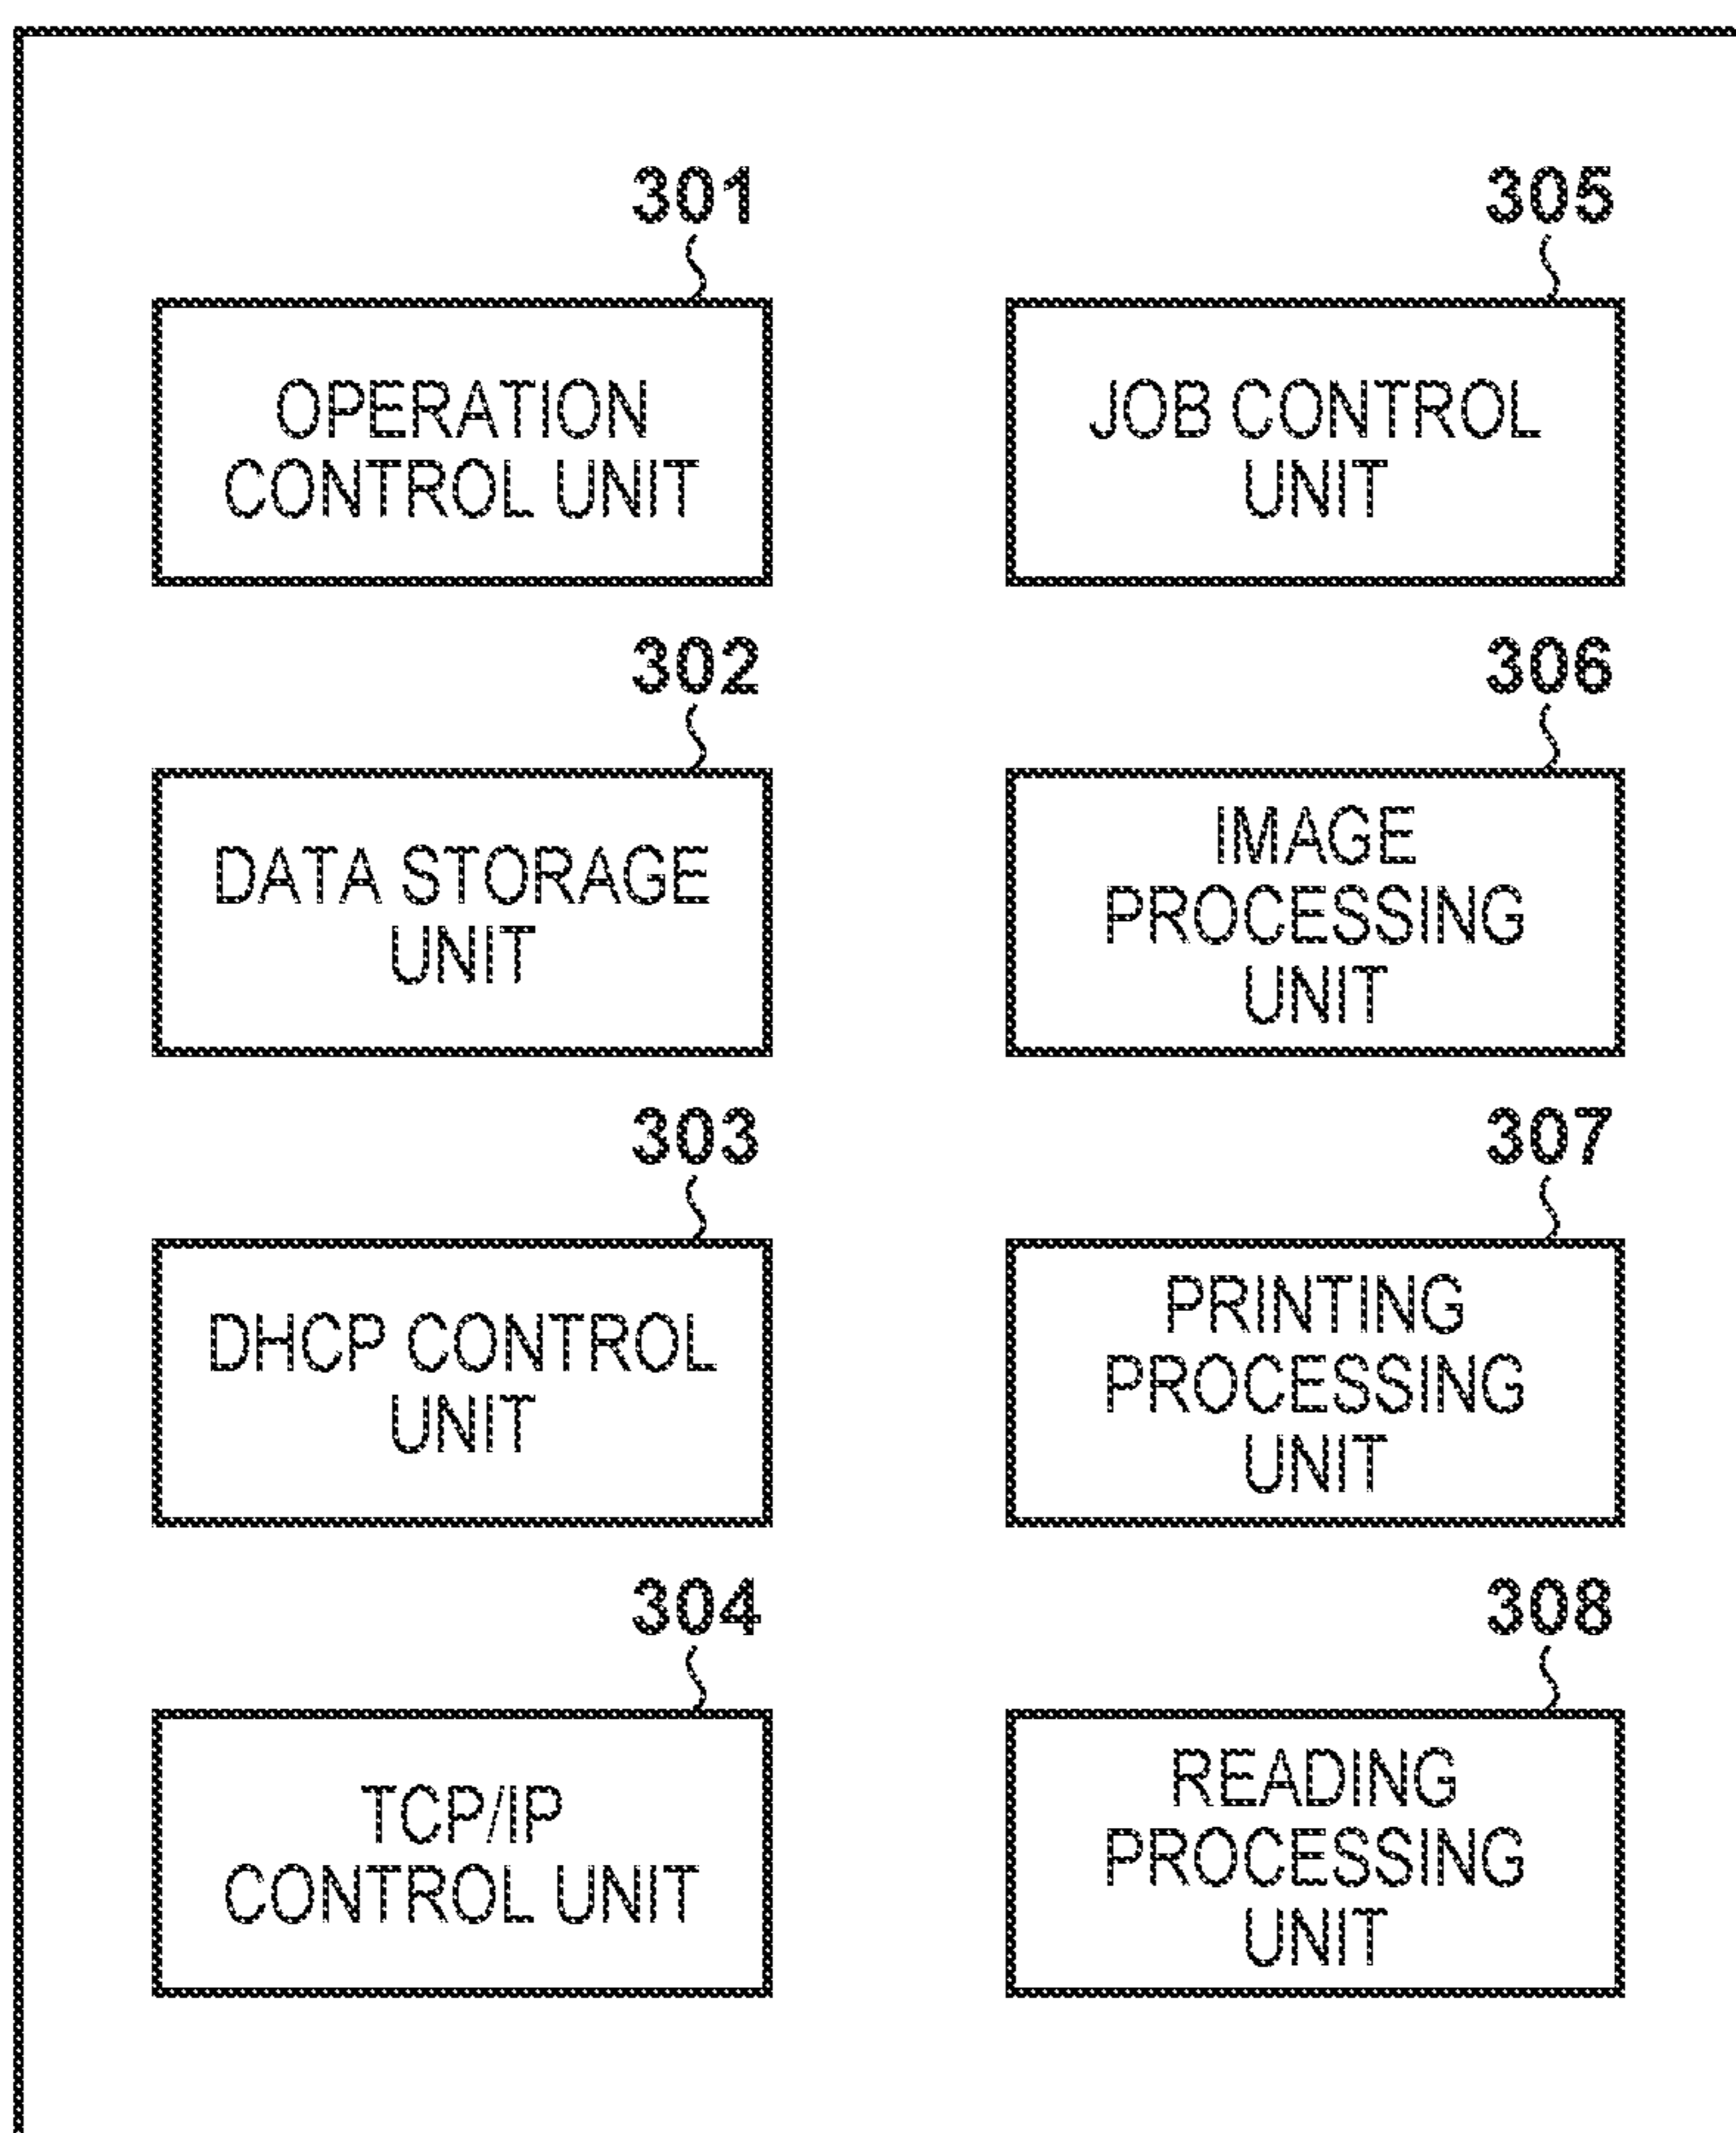 301
OPERATION
CONTROL UNIT
302
DATA STORAGE
UNIT
303
DHCP CONTROL
UNIT
304
TCP/IP
CONTROL UNIT
305
JOB CONTROL
UNIT
306
IMAGE
PROCESSING
UNIT
307
PRINTING
PROCESSING
UNIT
308
READING
PROCESSING
UNIT